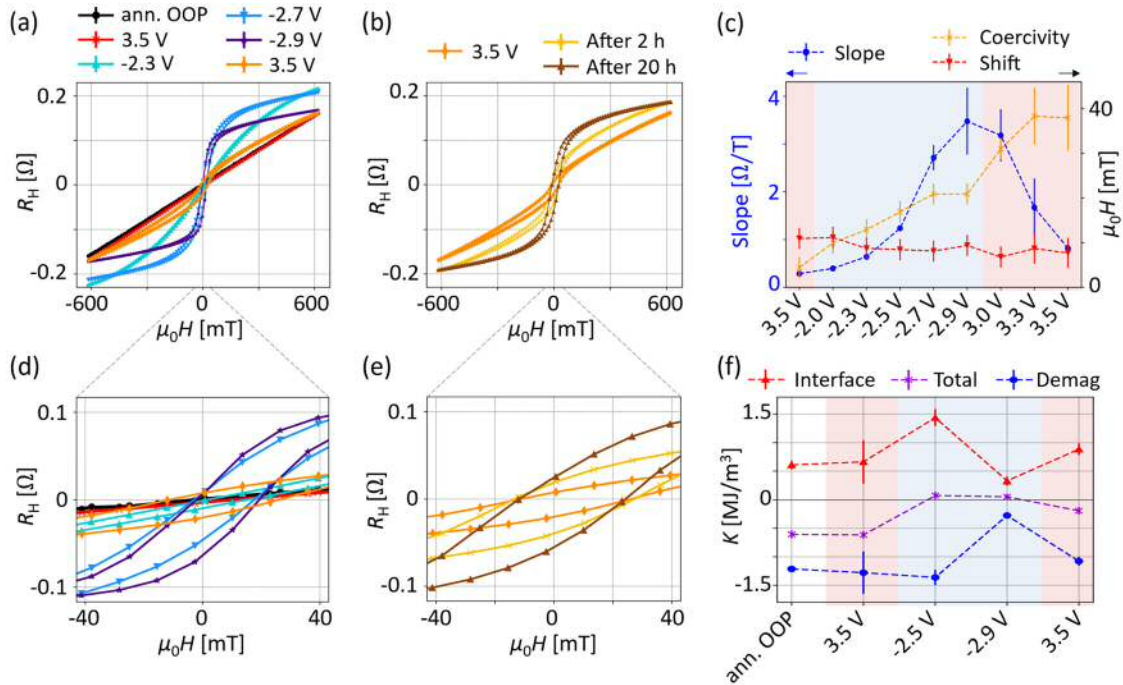 (a)
ann. OOP
-2.7 V
3.5 V
-2.9 V
-2.3 V
3.5 V
R_H [Ω]
0.2
0
-0.2
-600
0
600
μ₀H [mT]
(b)
3.5 V
After 2 h
After 20 h
R_H [Ω]
0.2
0
-0.2
-600
0
600
μ₀H [mT]
(c)
Slope
Coercivity
Shift
Slope [Ω/T]
4
2
0
40
0
μ₀H [mT]
3.5 V
-2.0 V
-2.3 V
-2.5 V
-2.7 V
-2.9 V
3.0 V
3.3 V
3.5 V
(d)
R_H [Ω]
0.1
0
-0.1
-40
0
40
μ₀H [mT]
(e)
R_H [Ω]
0.1
0
-0.1
-40
0
40
μ₀H [mT]
(f)
Interface
Total
Demag
K [MJ/m³]
1.5
0
-1.5
ann. OOP
3.5 V
-2.5 V
-2.9 V
3.5 V